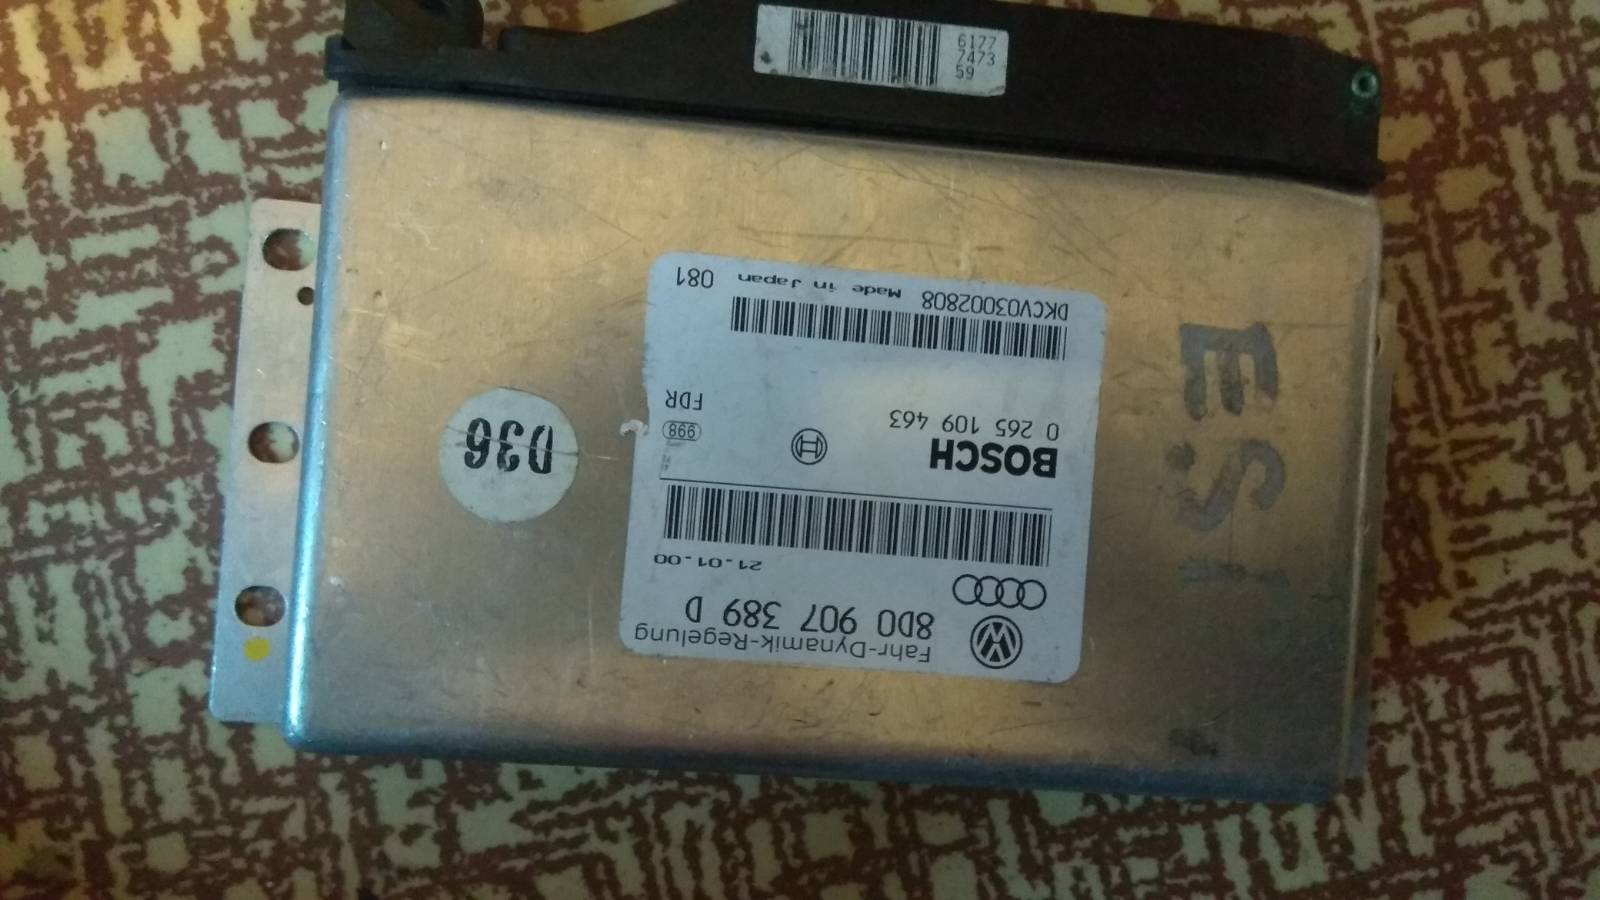 6177
7473
59
Fahr-Dynamik-Regelung
8D0 907 389 D
21.01.00
BOSCH
0 265 109 463
998
FDR
DKCV03002808 Made in Japan 081
D36